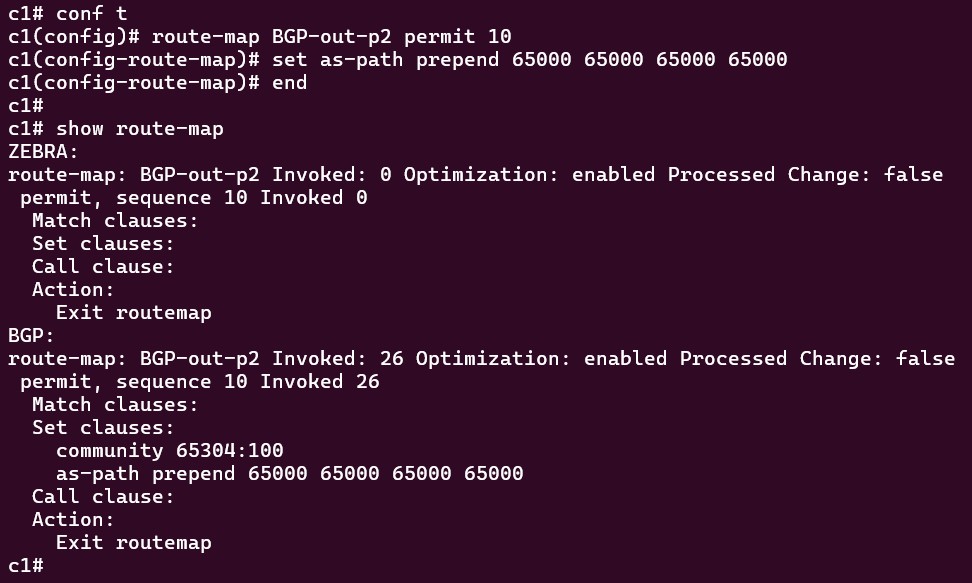 c1# conf t
c1(config)# route-map BGP-out-p2 permit 10
c1(config-route-map)# set as-path prepend 65000 65000 65000 65000
c1(config-route-map)# end
c1#
c1# show route-map
ZEBRA:
route-map: BGP-out-p2 Invoked: 0 Optimization: enabled Processed Change: false
 permit, sequence 10 Invoked 0
  Match clauses:
  Set clauses:
  Call clause:
  Action:
    Exit routemap
BGP:
route-map: BGP-out-p2 Invoked: 26 Optimization: enabled Processed Change: false
 permit, sequence 10 Invoked 26
  Match clauses:
  Set clauses:
    community 65304:100
    as-path prepend 65000 65000 65000 65000
  Call clause:
  Action:
    Exit routemap
c1#